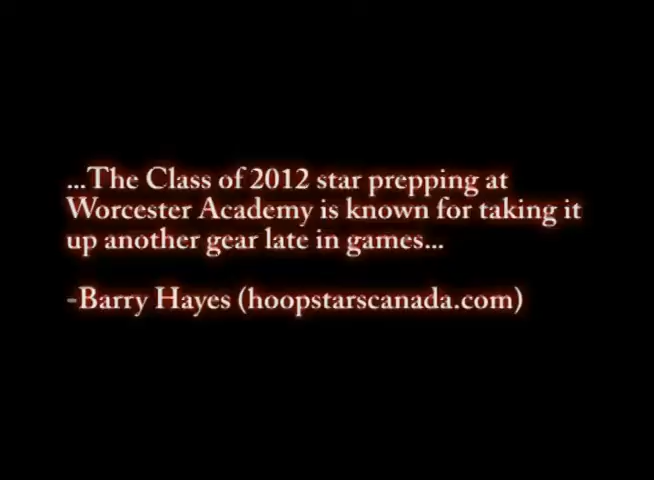 ...The Class of 2012 star prepping at
Worcester Academy is known for taking it
up another gear late in games...
-Barry Hayes (hoopstarscanada.com)